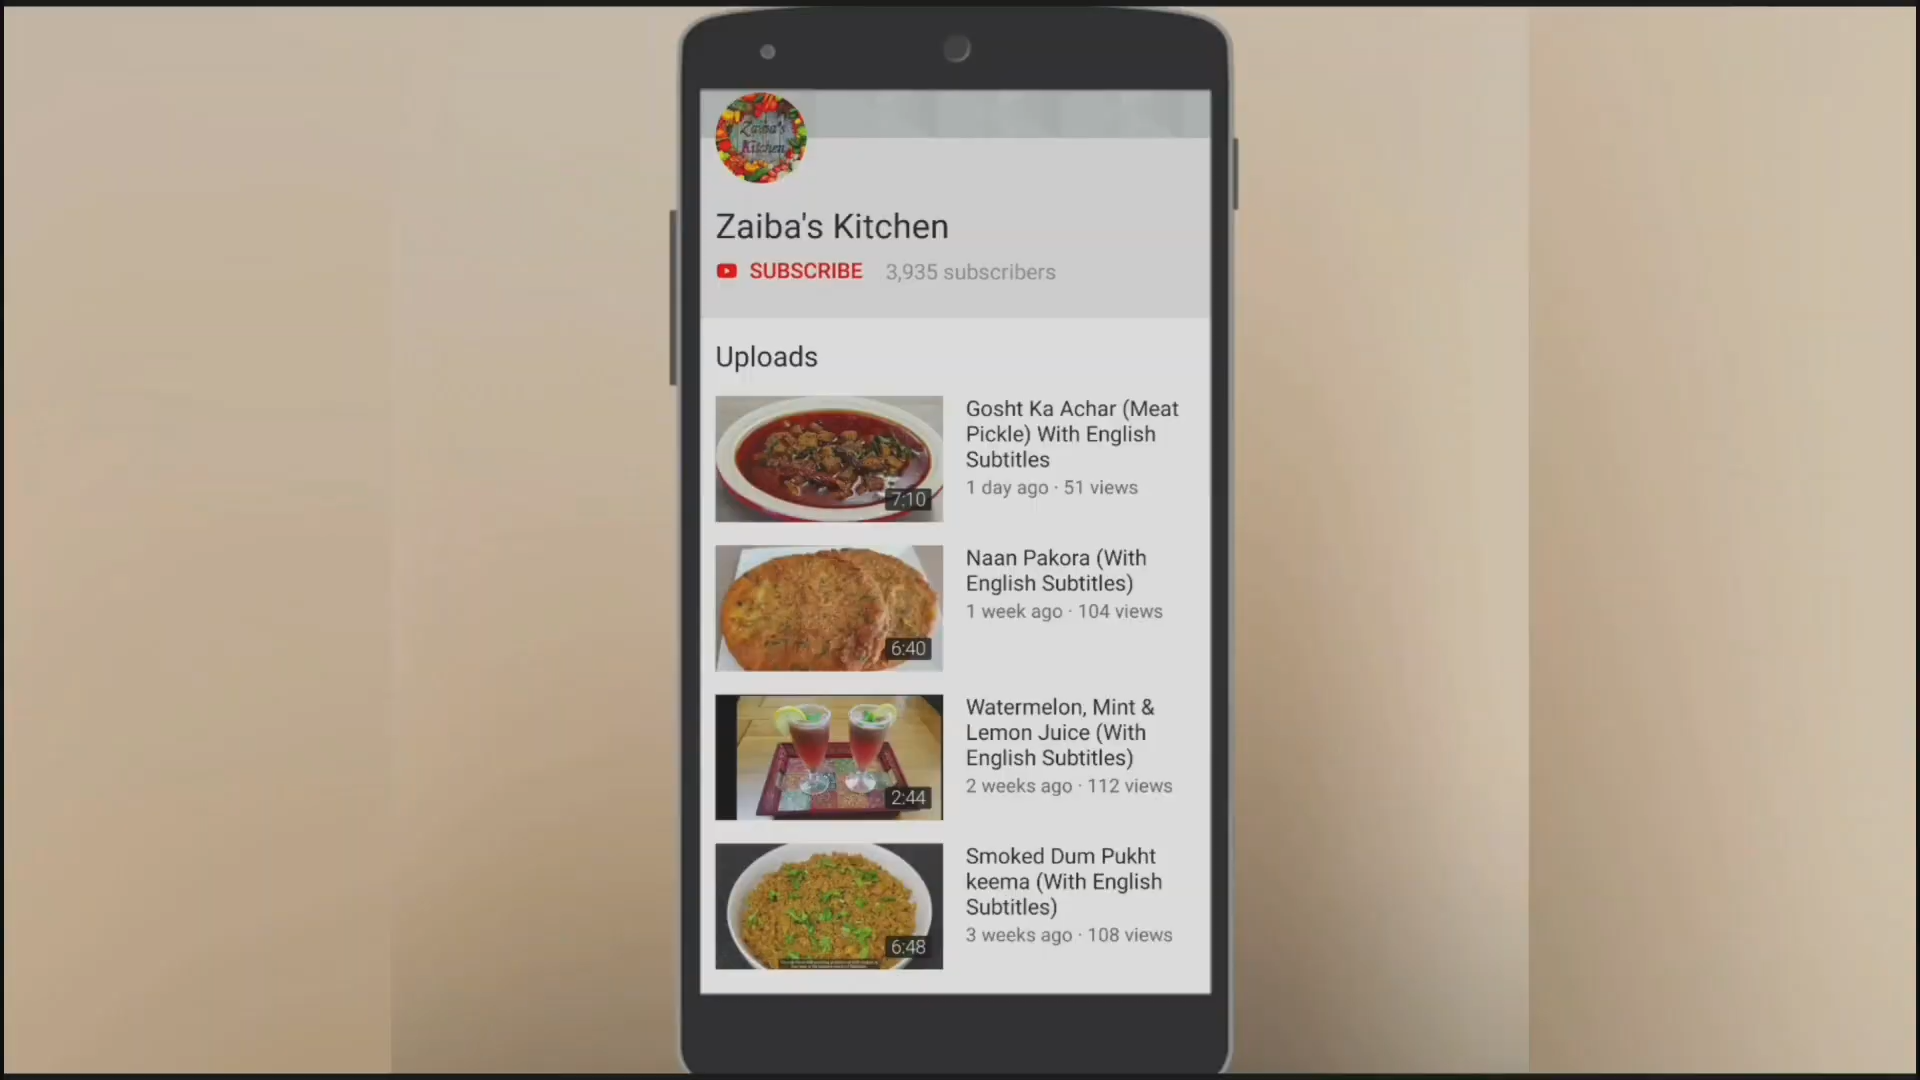 Zaiba's
Kitchen
Zaiba's Kitchen
SUBSCRIBE 3,935 subscribers
Uploads
7:10
Gosht Ka Achar (Meat
Pickle) With English
Subtitles
1 day ago · 51 views
6:40
Naan Pakora (With
English Subtitles)
1 week ago · 104 views
2:44
Watermelon, Mint &
Lemon Juice (With
English Subtitles)
2 weeks ago · 112 views
6:48
Smoked Dum Pukht
keema (With English
Subtitles)
3 weeks ago · 108 views